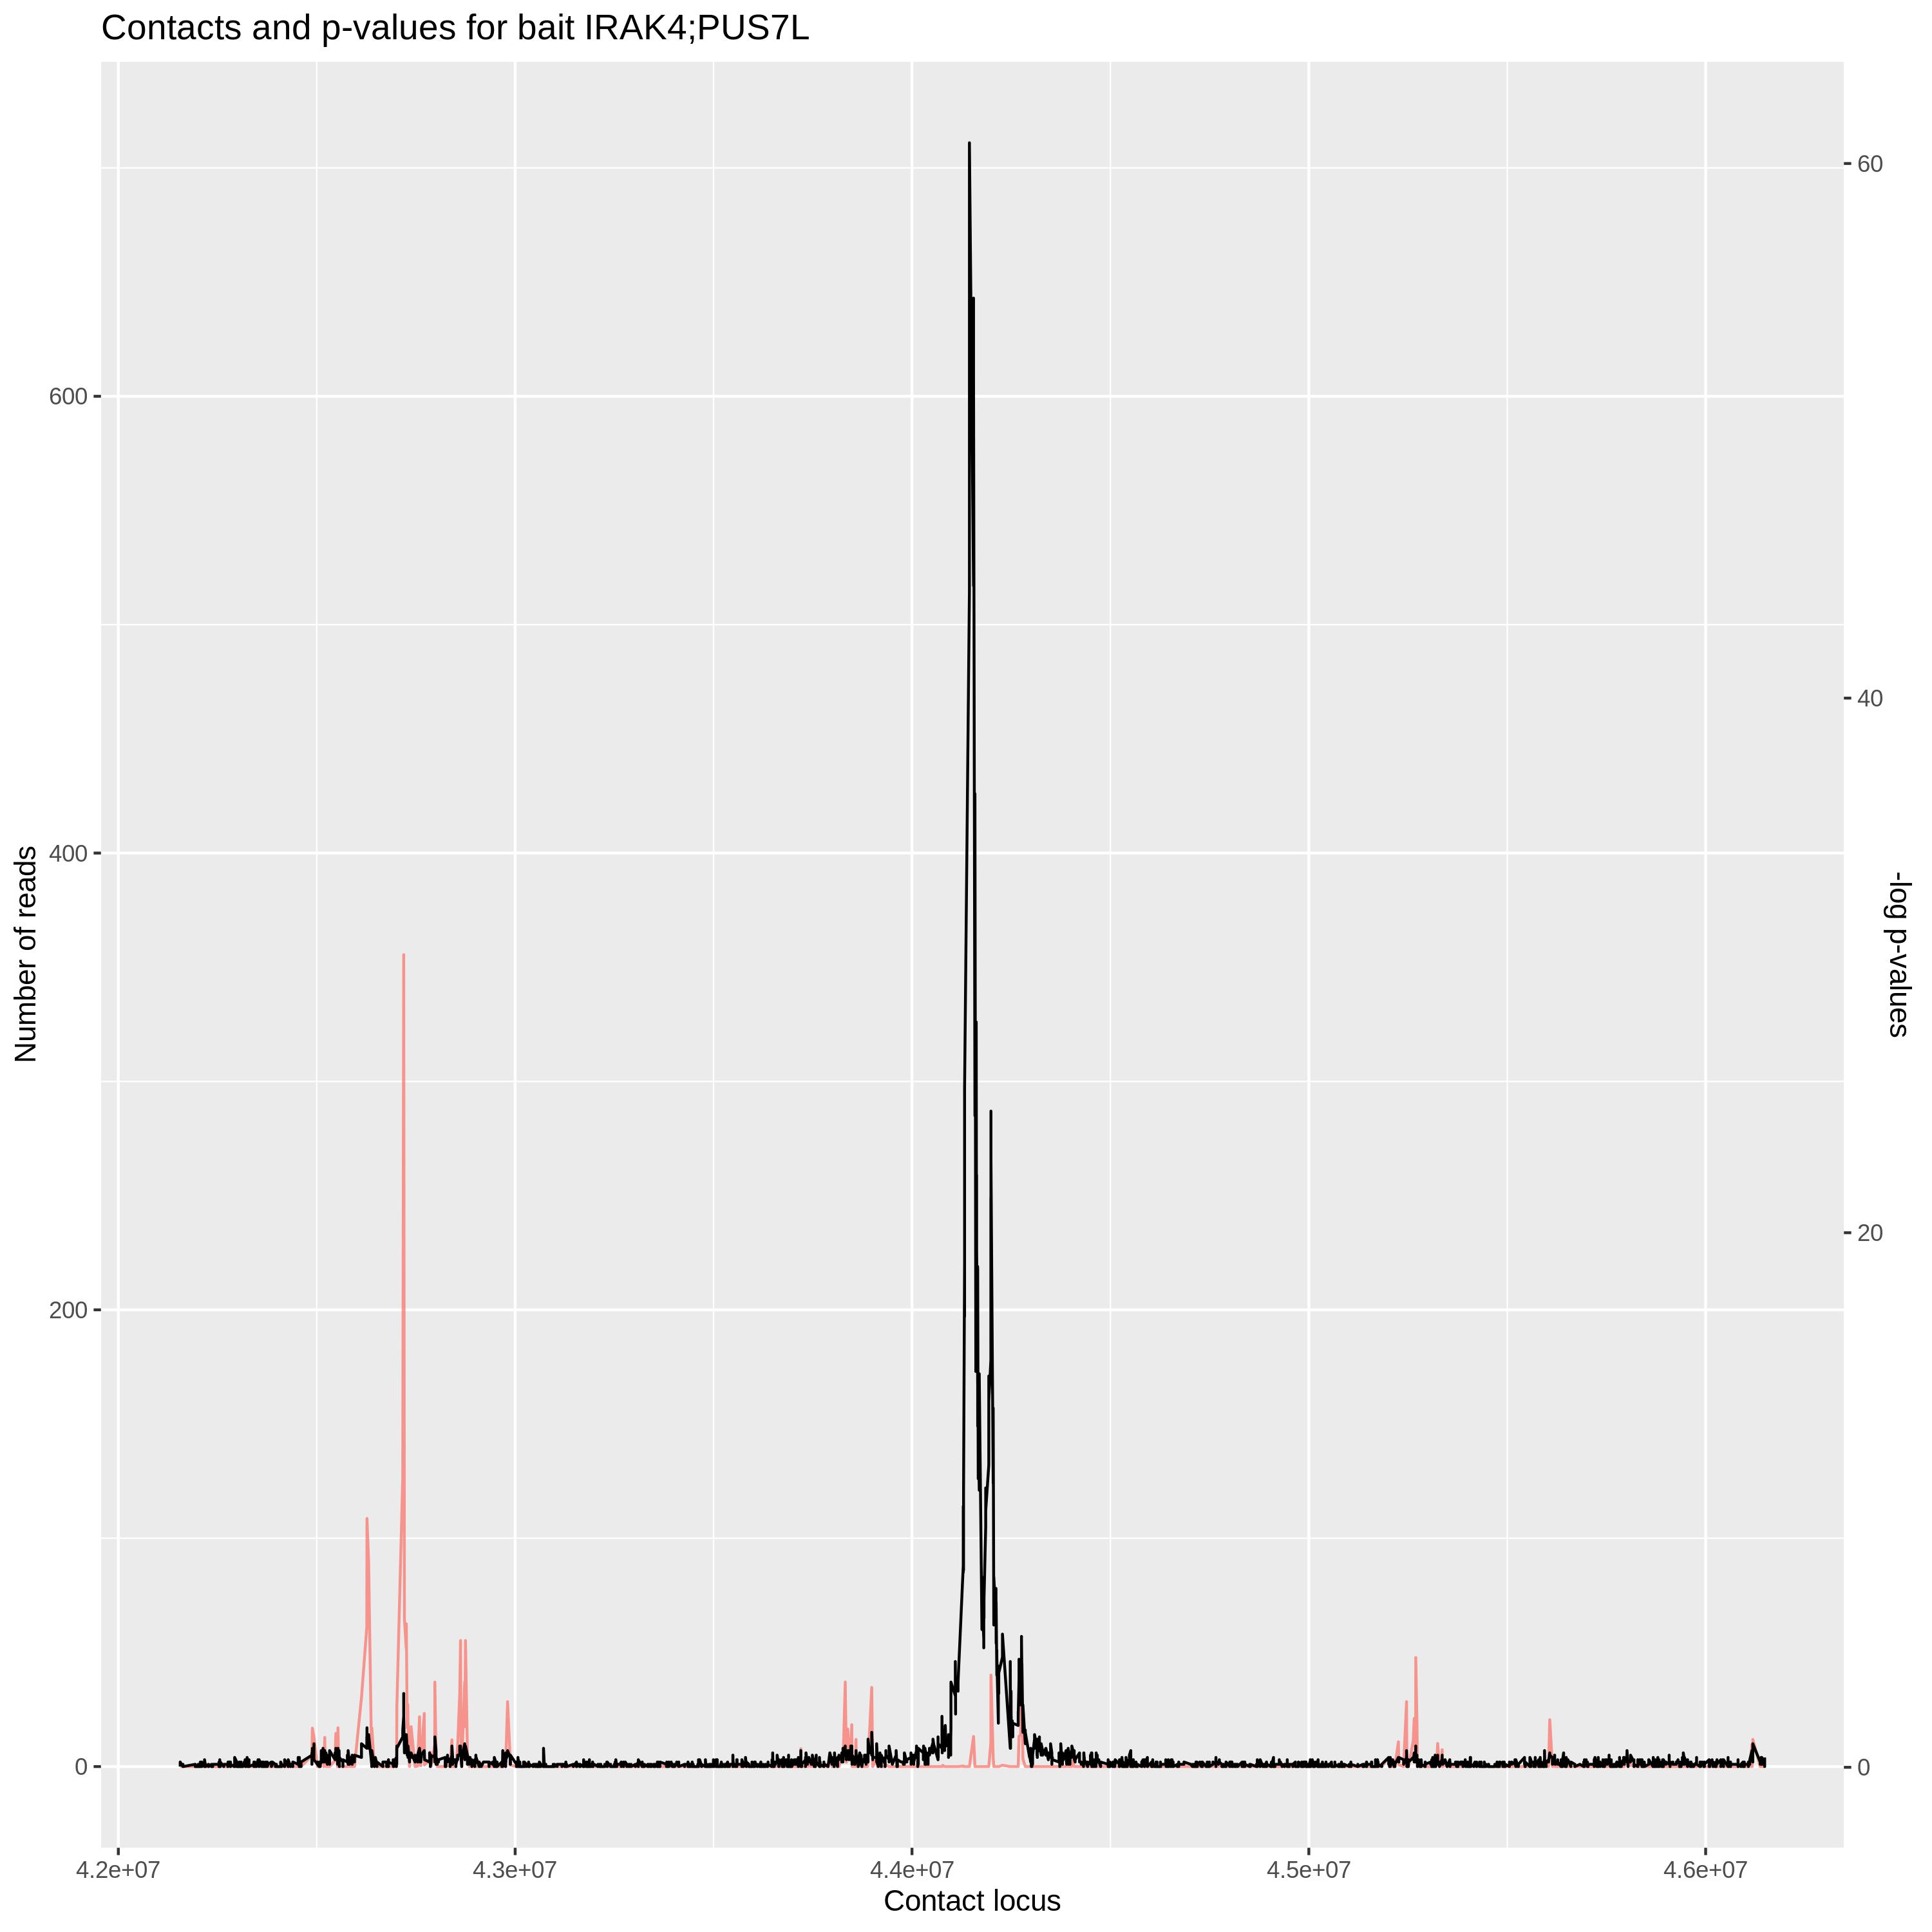 Contacts and p-values for bait IRAK4;PUS7L
Number of reads
600
400
200
0
60
40
20
0
-log p-values
4.2e+07 4.3e+07 4.4e+07 4.5e+07 4.6e+07
Contact locus